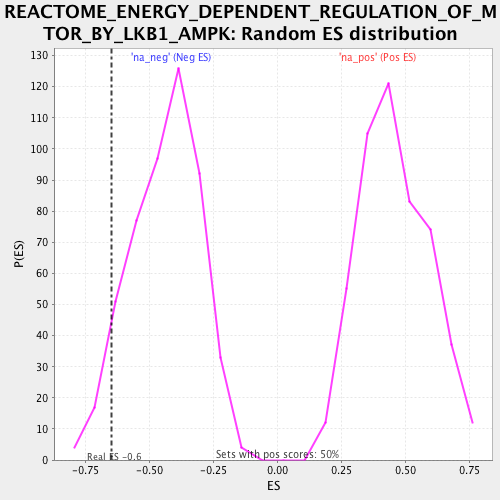 REACTOME_ENERGY_DEPENDENT_REGULATION_OF_M
TOR_BY_LKB1_AMPK: Random ES distribution
'na_neg' (Neg ES)
'na_pos' (Pos ES)
130
120
110
100
90
80
70
60
50
40
30
20
10
0
P(ES)
Real ES -0.6
Sets with pos scores: 50%
-0.75
-0.50
-0.25
0.00
0.25
0.50
0.75
ES